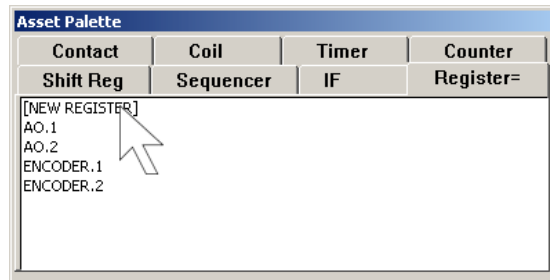 Asset Palette
Contact Coil Timer Counter
Shift Reg Sequencer IF Register=
[NEW REGISTER]
AO.1
AO.2
ENCODER.1
ENCODER.2